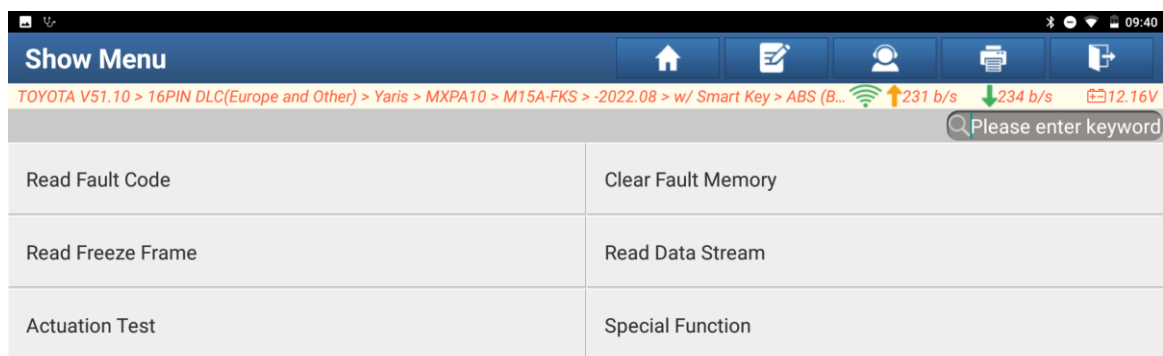 09:40
Show Menu
TOYOTA V51.10 > 16PIN DLC(Europe and Other) > Yaris > MXPA10 > M15A-FKS > -2022.08 > w/ Smart Key > ABS (B... 231 b/s 234 b/s 12.16V
Please enter keyword
Read Fault Code Clear Fault Memory
Read Freeze Frame Read Data Stream
Actuation Test Special Function